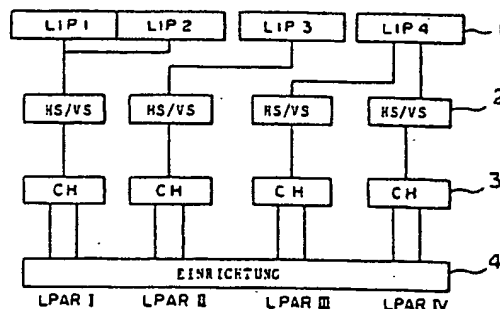 LIP 1 LIP 2 LIP 3 LIP 4 1
HS/VS HS/VS HS/VS HS/VS 2
CH CH CH CH 3
EINRICHTUNG 4
LPAR I LPAR II LPAR III LPAR IV